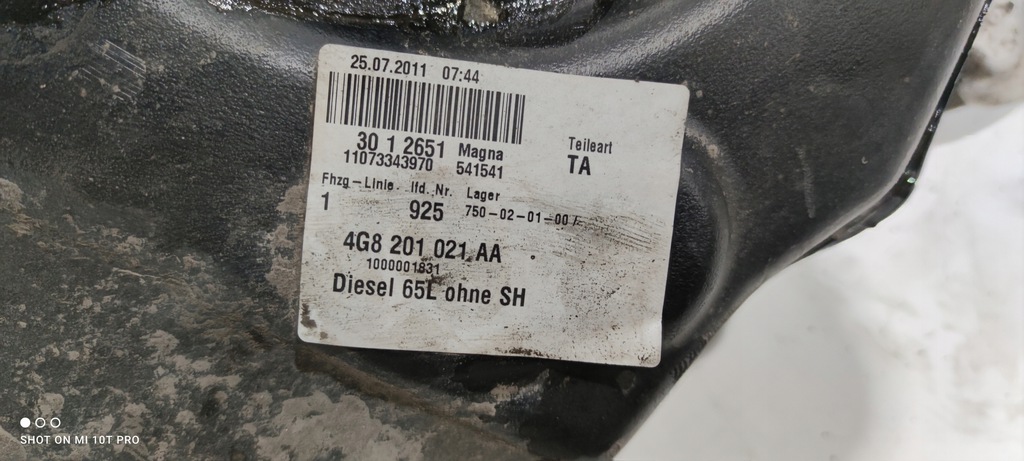 25.07.2011 07:44
30 1 2651 Magna
11073343970 541541
Teileart
TA
Fhzg-Linie. lfd. Nr. Lager
1 925 750-02-01-007
4G8 201 021 AA
1000001831
Diesel 65L ohne SH
SHOT ON MI 10T PRO